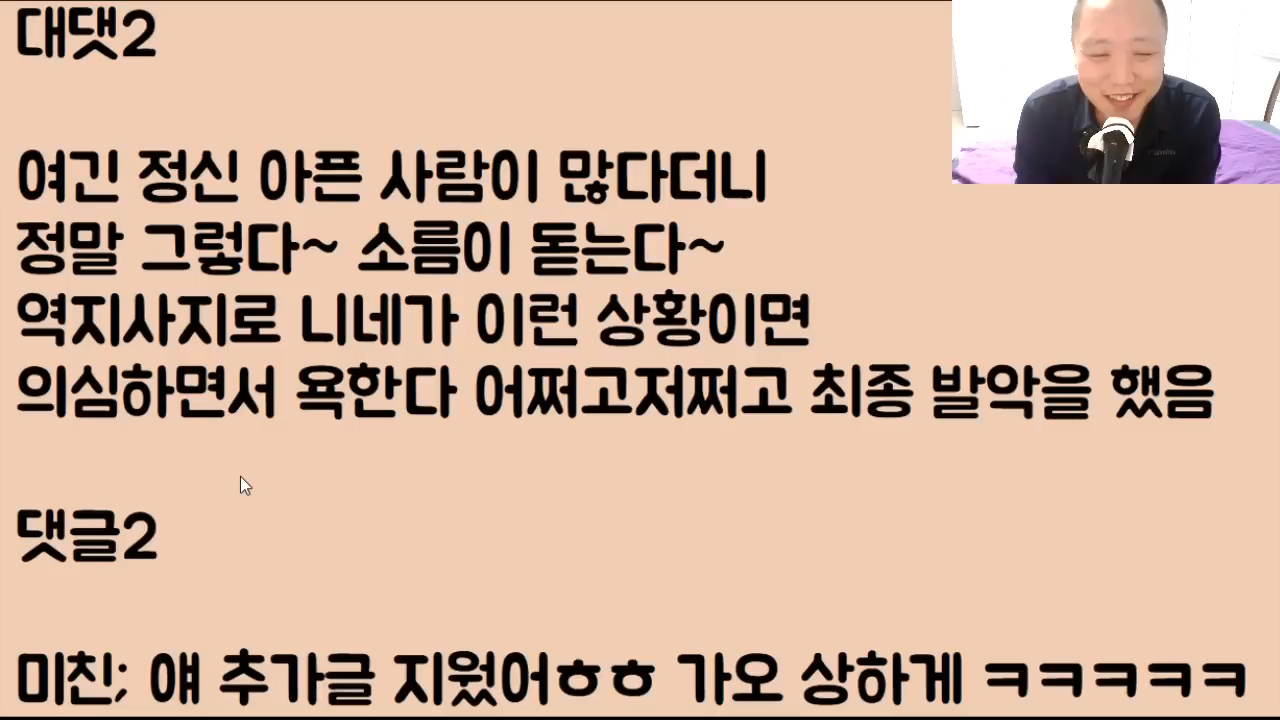 대댓2
여긴 정신 아픈 사람이 많다더니
정말 그렇다~ 소름이 돋는다~
역지사지로 니네가 이런 상황이면
의심하면서 욕한다 어쩌고저쩌고 최종 발악을 했음
댓글2
미친; 얘 추가글 지웠어ㅎㅎ 가오 상하게 ㅋㅋㅋㅋㅋ